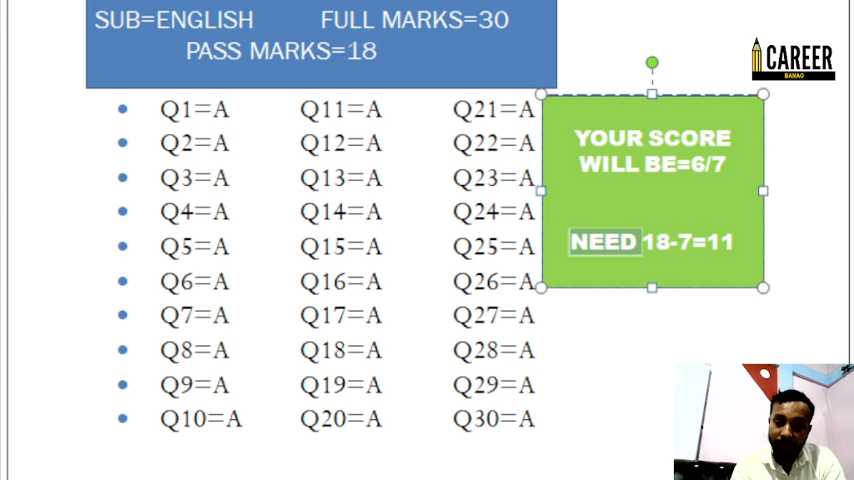 SUB=ENGLISH FULL MARKS=30
PASS MARKS=18
CAREER
BANAO
Q1=A Q11=A Q21=A
Q2=A Q12=A Q22=A
Q3=A Q13=A Q23=A
Q4=A Q14=A Q24=A
Q5=A Q15=A Q25=A
Q6=A Q16=A Q26=A
Q7=A Q17=A Q27=A
Q8=A Q18=A Q28=A
Q9=A Q19=A Q29=A
Q10=A Q20=A Q30=A
YOUR SCORE
WILL BE=6/7
NEED 18-7=11